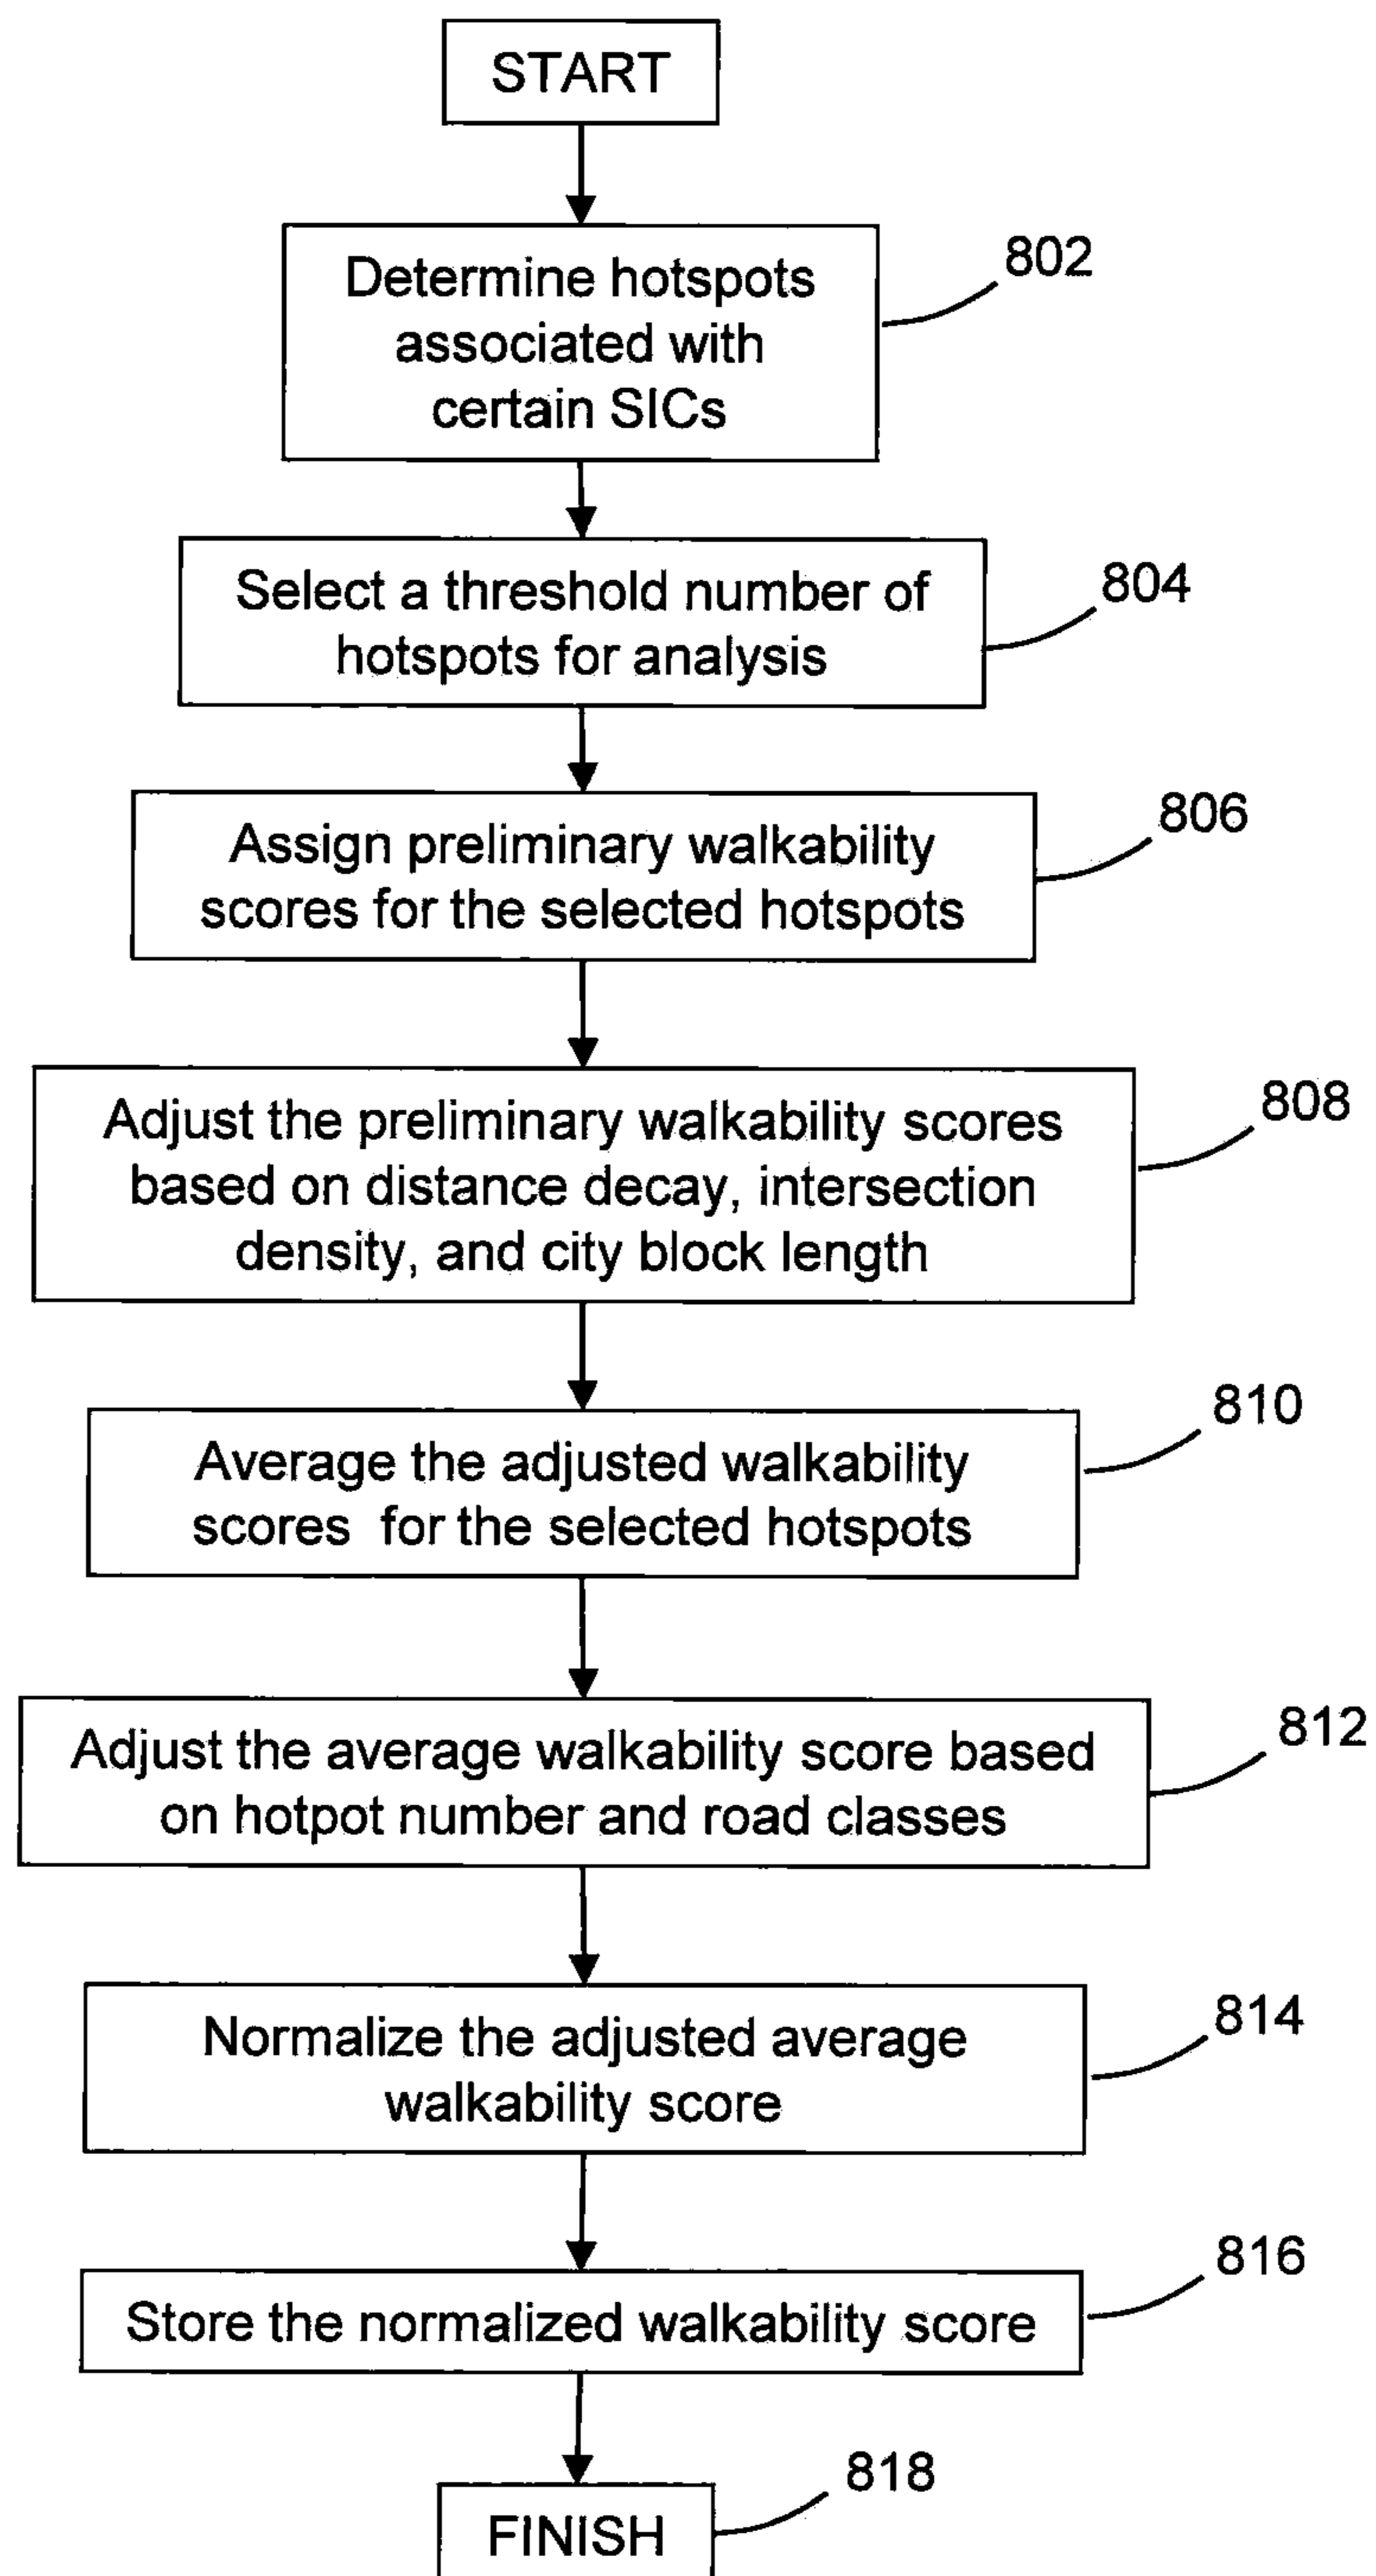 START
Determine hotspots
associated with
certain SICs
802
Select a threshold number of
hotspots for analysis
804
Assign preliminary walkability
scores for the selected hotspots
806
Adjust the preliminary walkability scores
based on distance decay, intersection
density, and city block length
808
Average the adjusted walkability
scores for the selected hotspots
810
Adjust the average walkability score based
on hotpot number and road classes
812
Normalize the adjusted average
walkability score
814
Store the normalized walkability score
816
FINISH
818